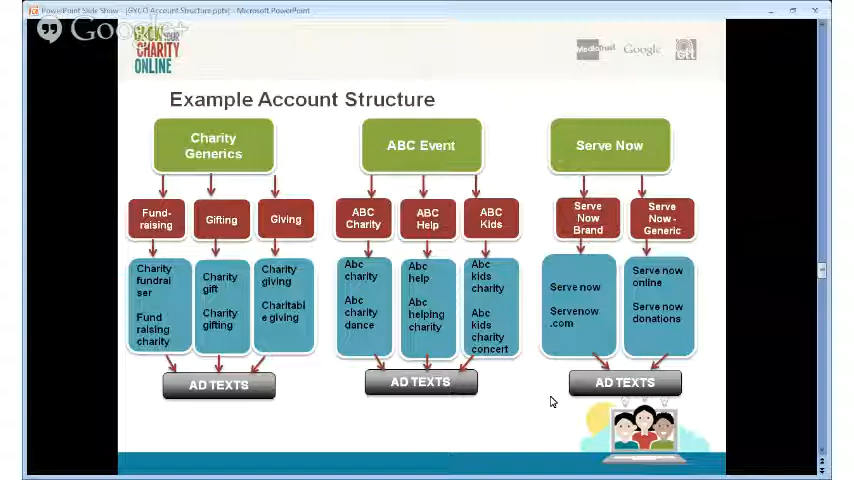 PowerPoint Slide Show - [GYCO Account Structure.pptx] - Microsoft PowerPoint
Google+
YOUR
CHARITY
ONLINE
MediaTrust Google
Example Account Structure
Charity
Generics
ABC Event
Serve Now
Fund-
raising
Gifting
Giving
ABC
Charity
ABC
Help
ABC
Kids
Serve
Now
Brand
Serve
Now -
Generic
Charity
fundrai
ser
Fund
raising
charity
Charity
gift
Charity
gifting
Charity
giving
Charitabl
e giving
Abc
charity
Abc
charity
dance
Abc
help
Abc
helping
charity
Abc
kids
charity
Abc
kids
charity
concert
Serve now
Servenow
.com
Serve now
online
Serve now
donations
AD TEXTS
AD TEXTS
AD TEXTS